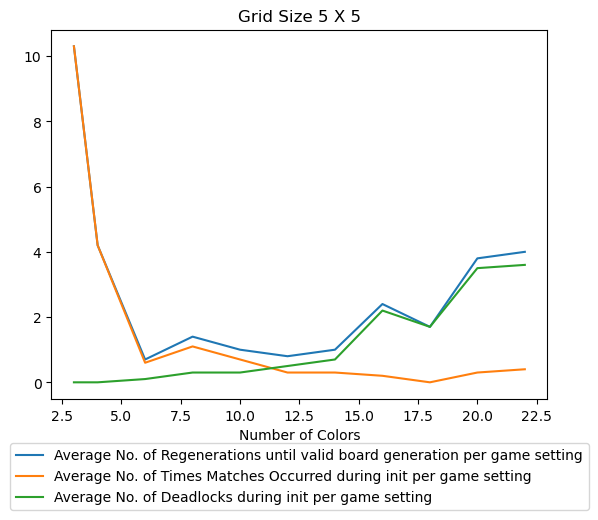 Grid Size 5 X 5
10
8
6
4
2
0
2.5 5.0 7.5 10.0 12.5 15.0 17.5 20.0 22.5
Number of Colors
Average No. of Regenerations until valid board generation per game setting
Average No. of Times Matches Occurred during init per game setting
Average No. of Deadlocks during init per game setting